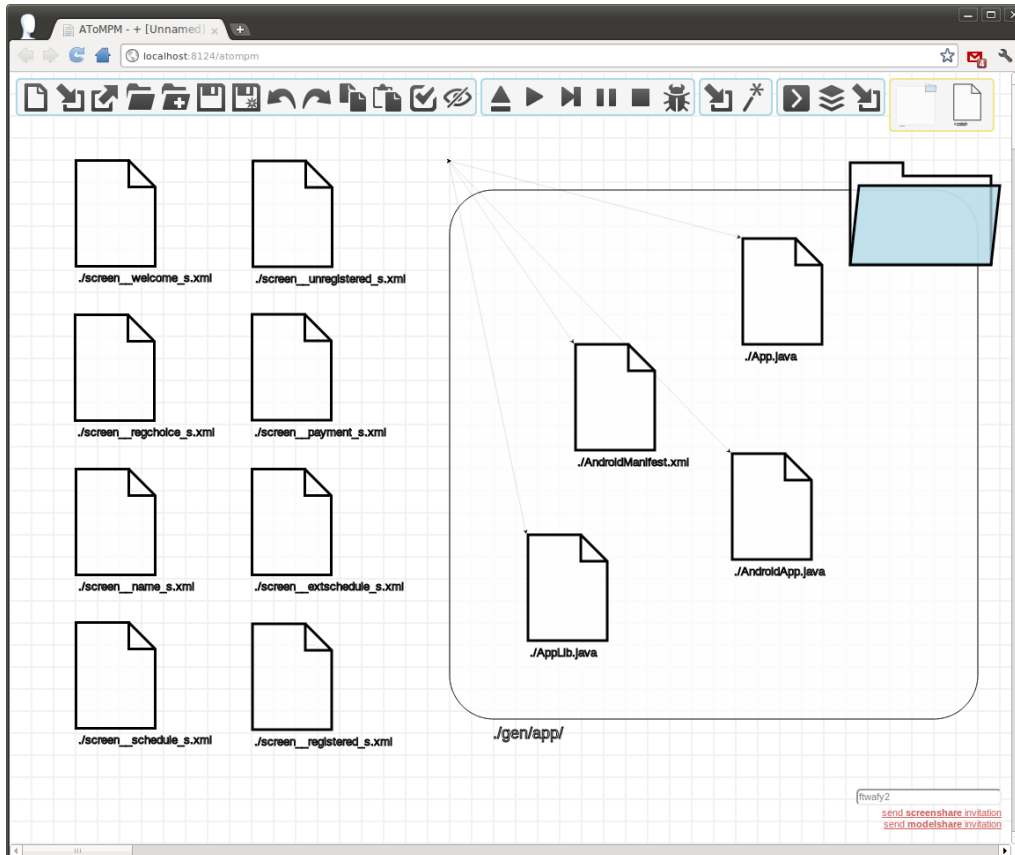 AToMPM - + [Unnamed]
localhost:8124/atompm
./screen__welcome_s.xml
./screen__unregistered_s.xml
./App.java
./screen__regchoice_s.xml
./screen__payment_s.xml
./AndroidManifest.xml
./AndroidApp.java
./screen__name_s.xml
./screen__extschedule_s.xml
./AppLib.java
./screen__schedule_s.xml
./screen__registered_s.xml
./gen/app/
ftwafy2
send screenshare invitation
send modelshare invitation